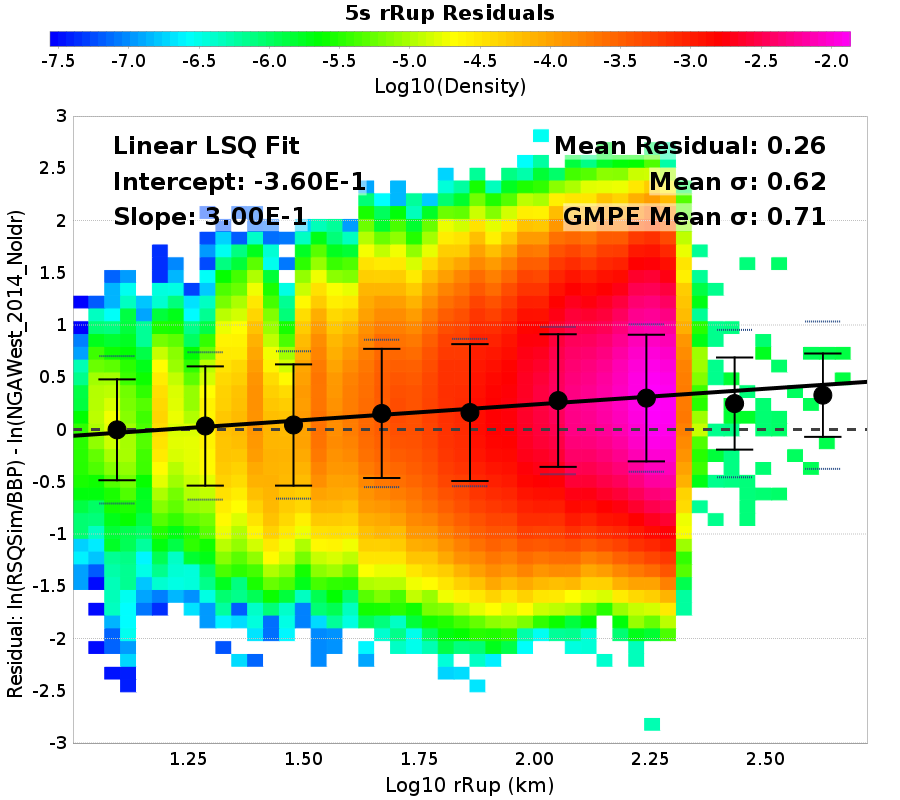 5s rRup Residuals
-7.5 -7.0 -6.5 -6.0 -5.5 -5.0 -4.5 -4.0 -3.5 -3.0 -2.5 -2.0
Log10(Density)
Linear LSQ Fit
Intercept: -3.60E-1
Slope: 3.00E-1
Mean Residual: 0.26
Mean σ: 0.62
GMPE Mean σ: 0.71
Residual: ln(RSQSim/BBP) - ln(NGAWest_2014_NoIdr)
3
2.5
2
1.5
1
0.5
0
-0.5
-1
-1.5
-2
-2.5
-3
1.25 1.50 1.75 2.00 2.25 2.50
Log10 rRup (km)